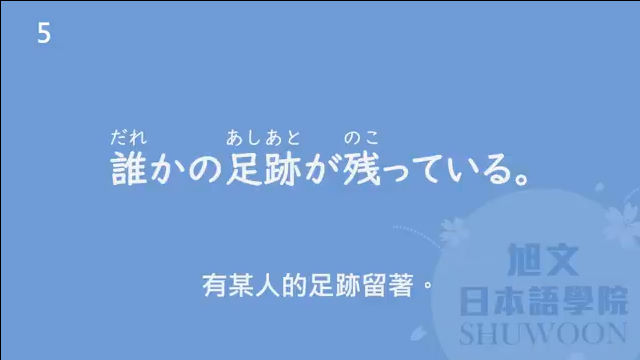 5
だれ あしあと のこ
誰かの足跡が残っている。
有某人的足跡留著。
旭文
日本語學院
SHUWOON